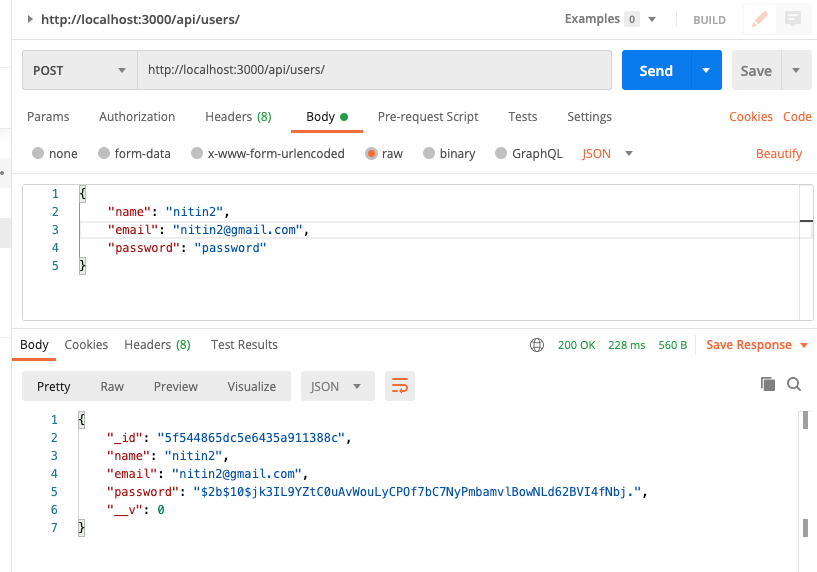 http://localhost:3000/api/users/ Examples 0 BUILD
POST http://localhost:3000/api/users/ Send Save
Params Authorization Headers (8) Body Pre-request Script Tests Settings Cookies Code
none form-data x-www-form-urlencoded raw binary GraphQL JSON Beautify
1 {
2 "name": "nitin2",
3 "email": "nitin2@gmail.com",
4 "password": "password"
5 }
Body Cookies Headers (8) Test Results 200 OK 228 ms 560 B Save Response
Pretty Raw Preview Visualize JSON
1 {
2 "_id": "5f544865dc5e6435a911388c",
3 "name": "nitin2",
4 "email": "nitin2@gmail.com",
5 "password": "$2b$10$jk3IL9YZtC0uAvWouLyCPOf7bC7NyPmbamvlBowNLd62BVI4fNbj.",
6 "__v": 0
7 }